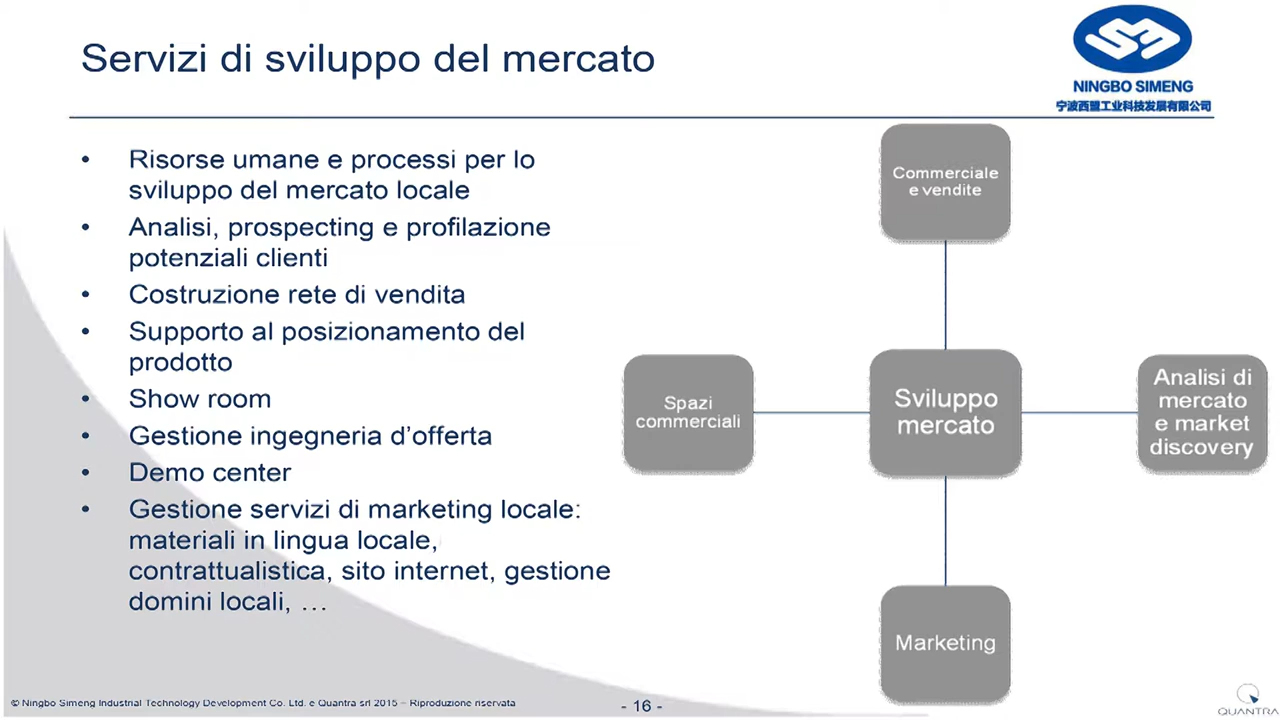 Servizi di sviluppo del mercato
NINGBO SIMENG
宁波西盟工业科技发展有限公司
• Risorse umane e processi per lo
sviluppo del mercato locale
• Analisi, prospecting e profilazione
potenziali clienti
• Costruzione rete di vendita
• Supporto al posizionamento del
prodotto
• Show room
• Gestione ingegneria d’offerta
• Demo center
• Gestione servizi di marketing locale:
materiali in lingua locale,
contrattualistica, sito internet, gestione
domini locali, …
Commerciale
e vendite
Spazi
commerciali
Sviluppo
mercato
Analisi di
mercato
e market
discovery
Marketing
© Ningbo Simeng Industrial Technology Development Co. Ltd. e Quantra srl 2015 – Riproduzione riservata
- 16 -
QUANTRA